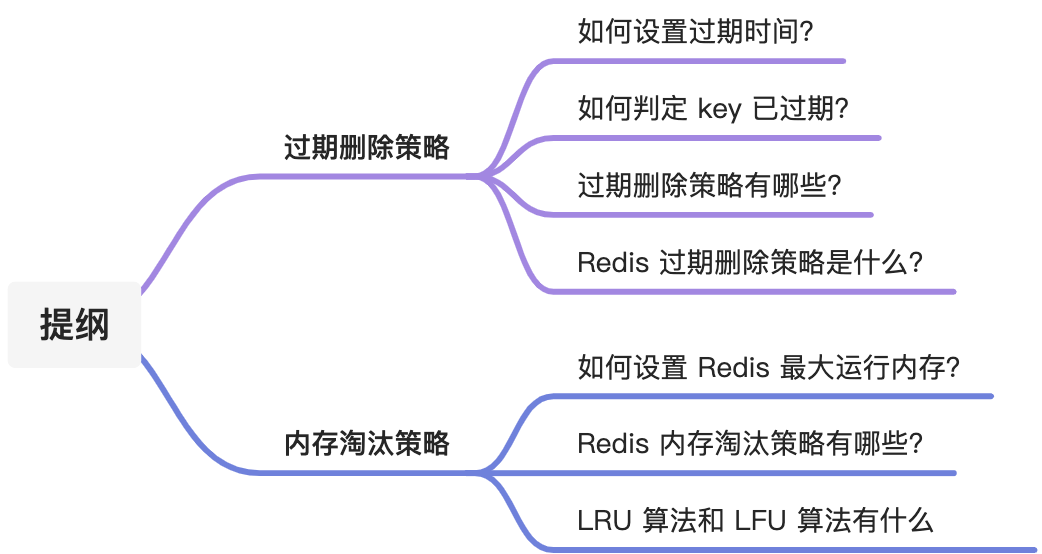 提纲
过期删除策略
如何设置过期时间?
如何判定 key 已过期?
过期删除策略有哪些?
Redis 过期删除策略是什么?
内存淘汰策略
如何设置 Redis 最大运行内存?
Redis 内存淘汰策略有哪些?
LRU 算法和 LFU 算法有什么